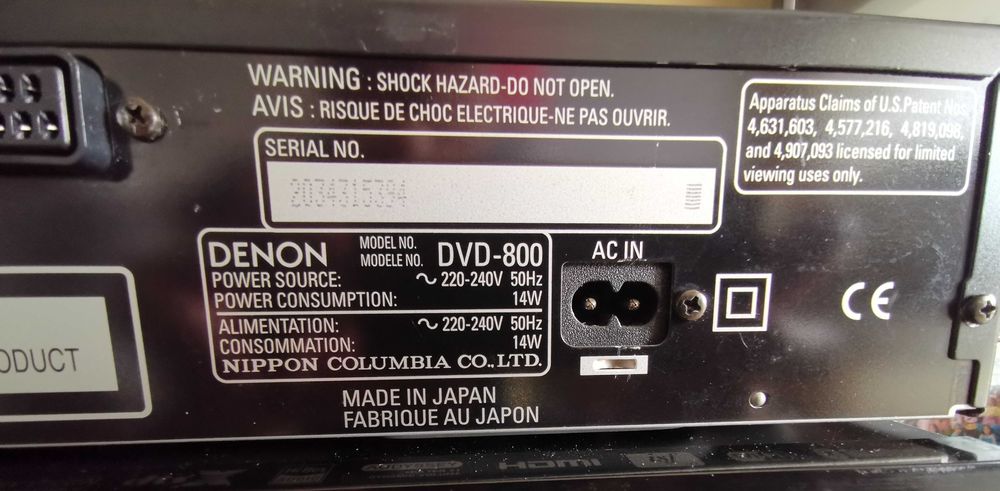 WARNING : SHOCK HAZARD-DO NOT OPEN.
AVIS : RISQUE DE CHOC ELECTRIQUE-NE PAS OUVRIR.
SERIAL NO.
2034315394
Apparatus Claims of U.S. Patent Nos.
4,631,603, 4,577,216, 4,819,098,
and 4,907,093 licensed for limited
viewing uses only.
DENON
MODEL NO.
MODELE NO.
DVD-800
POWER SOURCE: ~ 220-240V 50Hz
POWER CONSUMPTION: 14W
ALIMENTATION: ~ 220-240V 50Hz
CONSOMMATION: 14W
NIPPON COLUMBIA CO.,LTD.
AC IN
CE
ODUCT
MADE IN JAPAN
FABRIQUE AU JAPON
HDMI